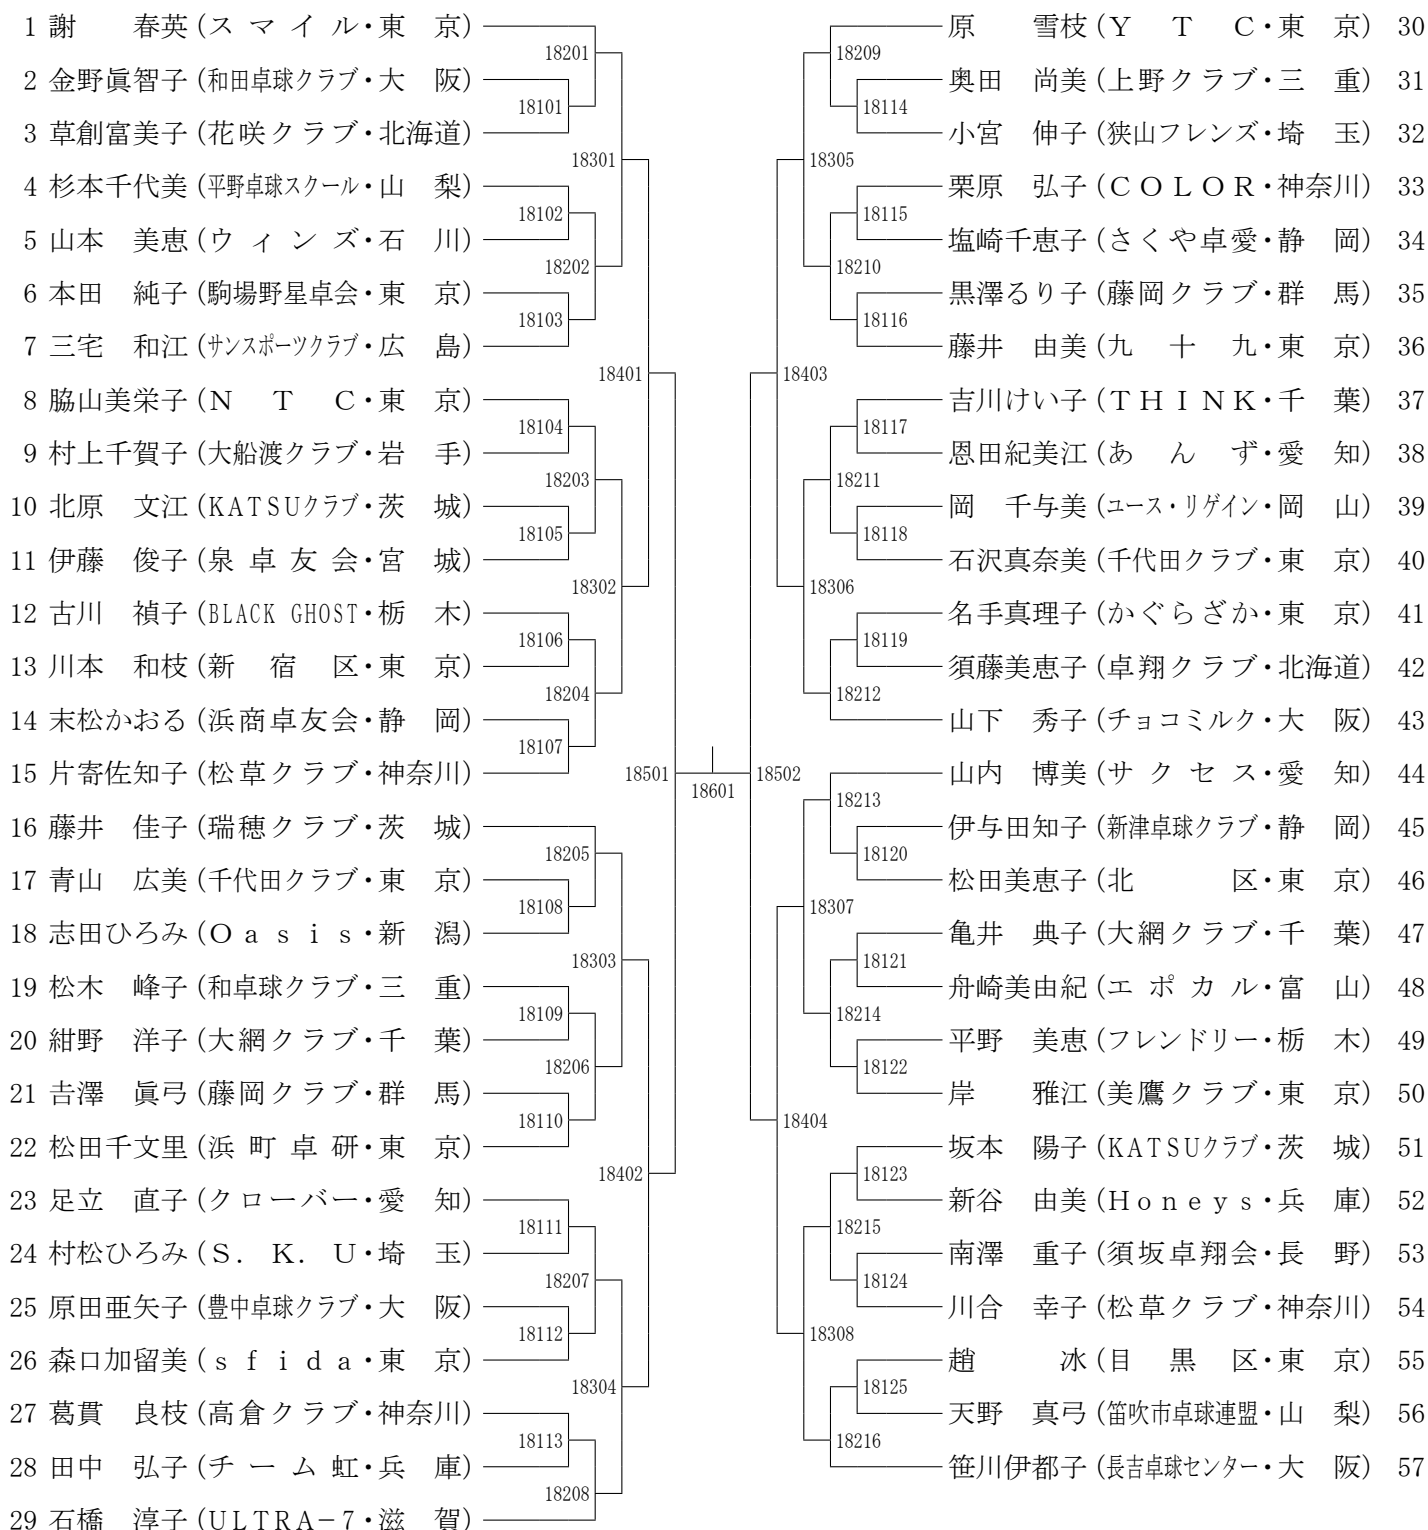 1 謝　　春英 (ス マ イ ル・東　京)
2 金野眞智子 (和田卓球クラブ・大　阪)
3 草創富美子 (花咲クラブ・北海道)
4 杉本千代美 (平野卓球スクール・山　梨)
5 山本　美恵 (ウ ィ ン ズ・石　川)
6 本田　純子 (駒場野星卓会・東　京)
7 三宅　和江 (サンスポーツクラブ・広　島)
8 脇山美栄子 (N　T　C・東　京)
9 村上千賀子 (大船渡クラブ・岩　手)
10 北原　文江 (KATSUクラブ・茨　城)
11 伊藤　俊子 (泉 卓 友 会・宮　城)
12 古川　禎子 (BLACK GHOST・栃　木)
13 川本　和枝 (新　宿　区・東　京)
14 末松かおる (浜商卓友会・静　岡)
15 片寄佐知子 (松草クラブ・神奈川)
16 藤井　佳子 (瑞穂クラブ・茨　城)
17 青山　広美 (千代田クラブ・東　京)
18 志田ひろみ (O a s i s・新　潟)
19 松木　峰子 (和卓球クラブ・三　重)
20 紺野　洋子 (大網クラブ・千　葉)
21 𠮷澤　眞弓 (藤岡クラブ・群　馬)
22 松田千文里 (浜 町 卓 研・東　京)
23 足立　直子 (クローバー・愛　知)
24 村松ひろみ (S. K. U・埼　玉)
25 原田亜矢子 (豊中卓球クラブ・大　阪)
26 森口加留美 (s f i d a・東　京)
27 葛貫　良枝 (高倉クラブ・神奈川)
28 田中　弘子 (チ ー ム 虹・兵　庫)
29 石橋　淳子 (ULTRA−7・滋　賀)
18101
18102
18103
18104
18105
18106
18107
18108
18109
18110
18111
18112
18113
18201
18202
18203
18204
18205
18206
18207
18208
18301
18302
18303
18304
18401
18402
18501
18601
18502
18403
18404
18305
18306
18307
18308
18209
18210
18211
18212
18213
18214
18215
18216
18114
18115
18116
18117
18118
18119
18120
18121
18122
18123
18124
18125
原　　雪枝 (Y　T　C・東　京) 30
奥田　尚美 (上野クラブ・三　重) 31
小宮　伸子 (狭山フレンズ・埼　玉) 32
栗原　弘子 (C O L O R・神奈川) 33
塩崎千恵子 (さくや卓愛・静　岡) 34
黒澤るり子 (藤岡クラブ・群　馬) 35
藤井　由美 (九　十　九・東　京) 36
吉川けい子 (T H I N K・千　葉) 37
恩田紀美江 (あ　ん　ず・愛　知) 38
岡　千与美 (ユース・リゲイン・岡　山) 39
石沢真奈美 (千代田クラブ・東　京) 40
名手真理子 (かぐらざか・東　京) 41
須藤美恵子 (卓翔クラブ・北海道) 42
山下　秀子 (チョコミルク・大　阪) 43
山内　博美 (サ ク セ ス・愛　知) 44
伊与田知子 (新津卓球クラブ・静　岡) 45
松田美恵子 (北　　　区・東　京) 46
亀井　典子 (大網クラブ・千　葉) 47
舟崎美由紀 (エ ポ カ ル・富　山) 48
平野　美恵 (フレンドリー・栃　木) 49
岸　　雅江 (美鷹クラブ・東　京) 50
坂本　陽子 (KATSUクラブ・茨　城) 51
新谷　由美 (H o n e y s・兵　庫) 52
南澤　重子 (須坂卓翔会・長　野) 53
川合　幸子 (松草クラブ・神奈川) 54
趙　　　冰 (目　黒　区・東　京) 55
天野　真弓 (笛吹市卓球連盟・山　梨) 56
笹川伊都子 (長吉卓球センター・大　阪) 57